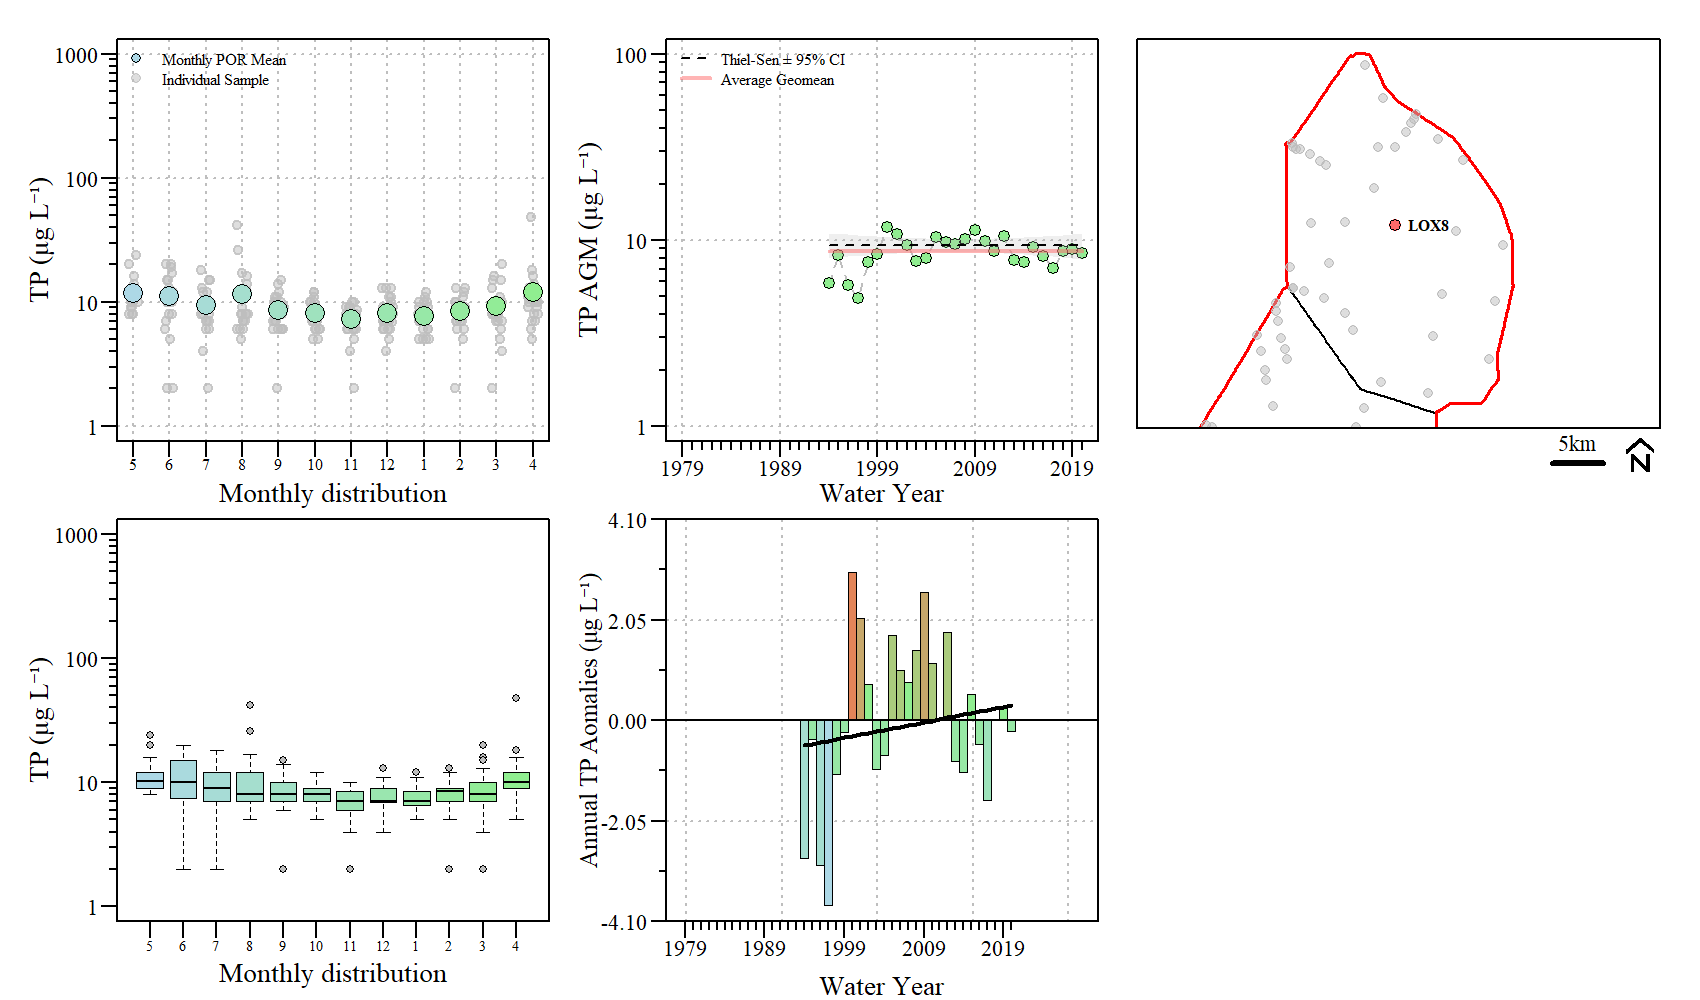 1000
100
10
1
TP (µg L⁻¹)
Monthly POR Mean
Individual Sample
5 6 7 8 9 10 11 12 1 2 3 4
Monthly distribution
100
10
1
TP AGM (µg L⁻¹)
Thiel-Sen ± 95% CI
Average Geomean
1979 1989 1999 2009 2019
Water Year
LOX8
5km
N
1000
100
10
1
TP (µg L⁻¹)
5 6 7 8 9 10 11 12 1 2 3 4
Monthly distribution
4.10
2.05
0.00
-2.05
-4.10
Annual TP Aomalies (µg L⁻¹)
1979 1989 1999 2009 2019
Water Year